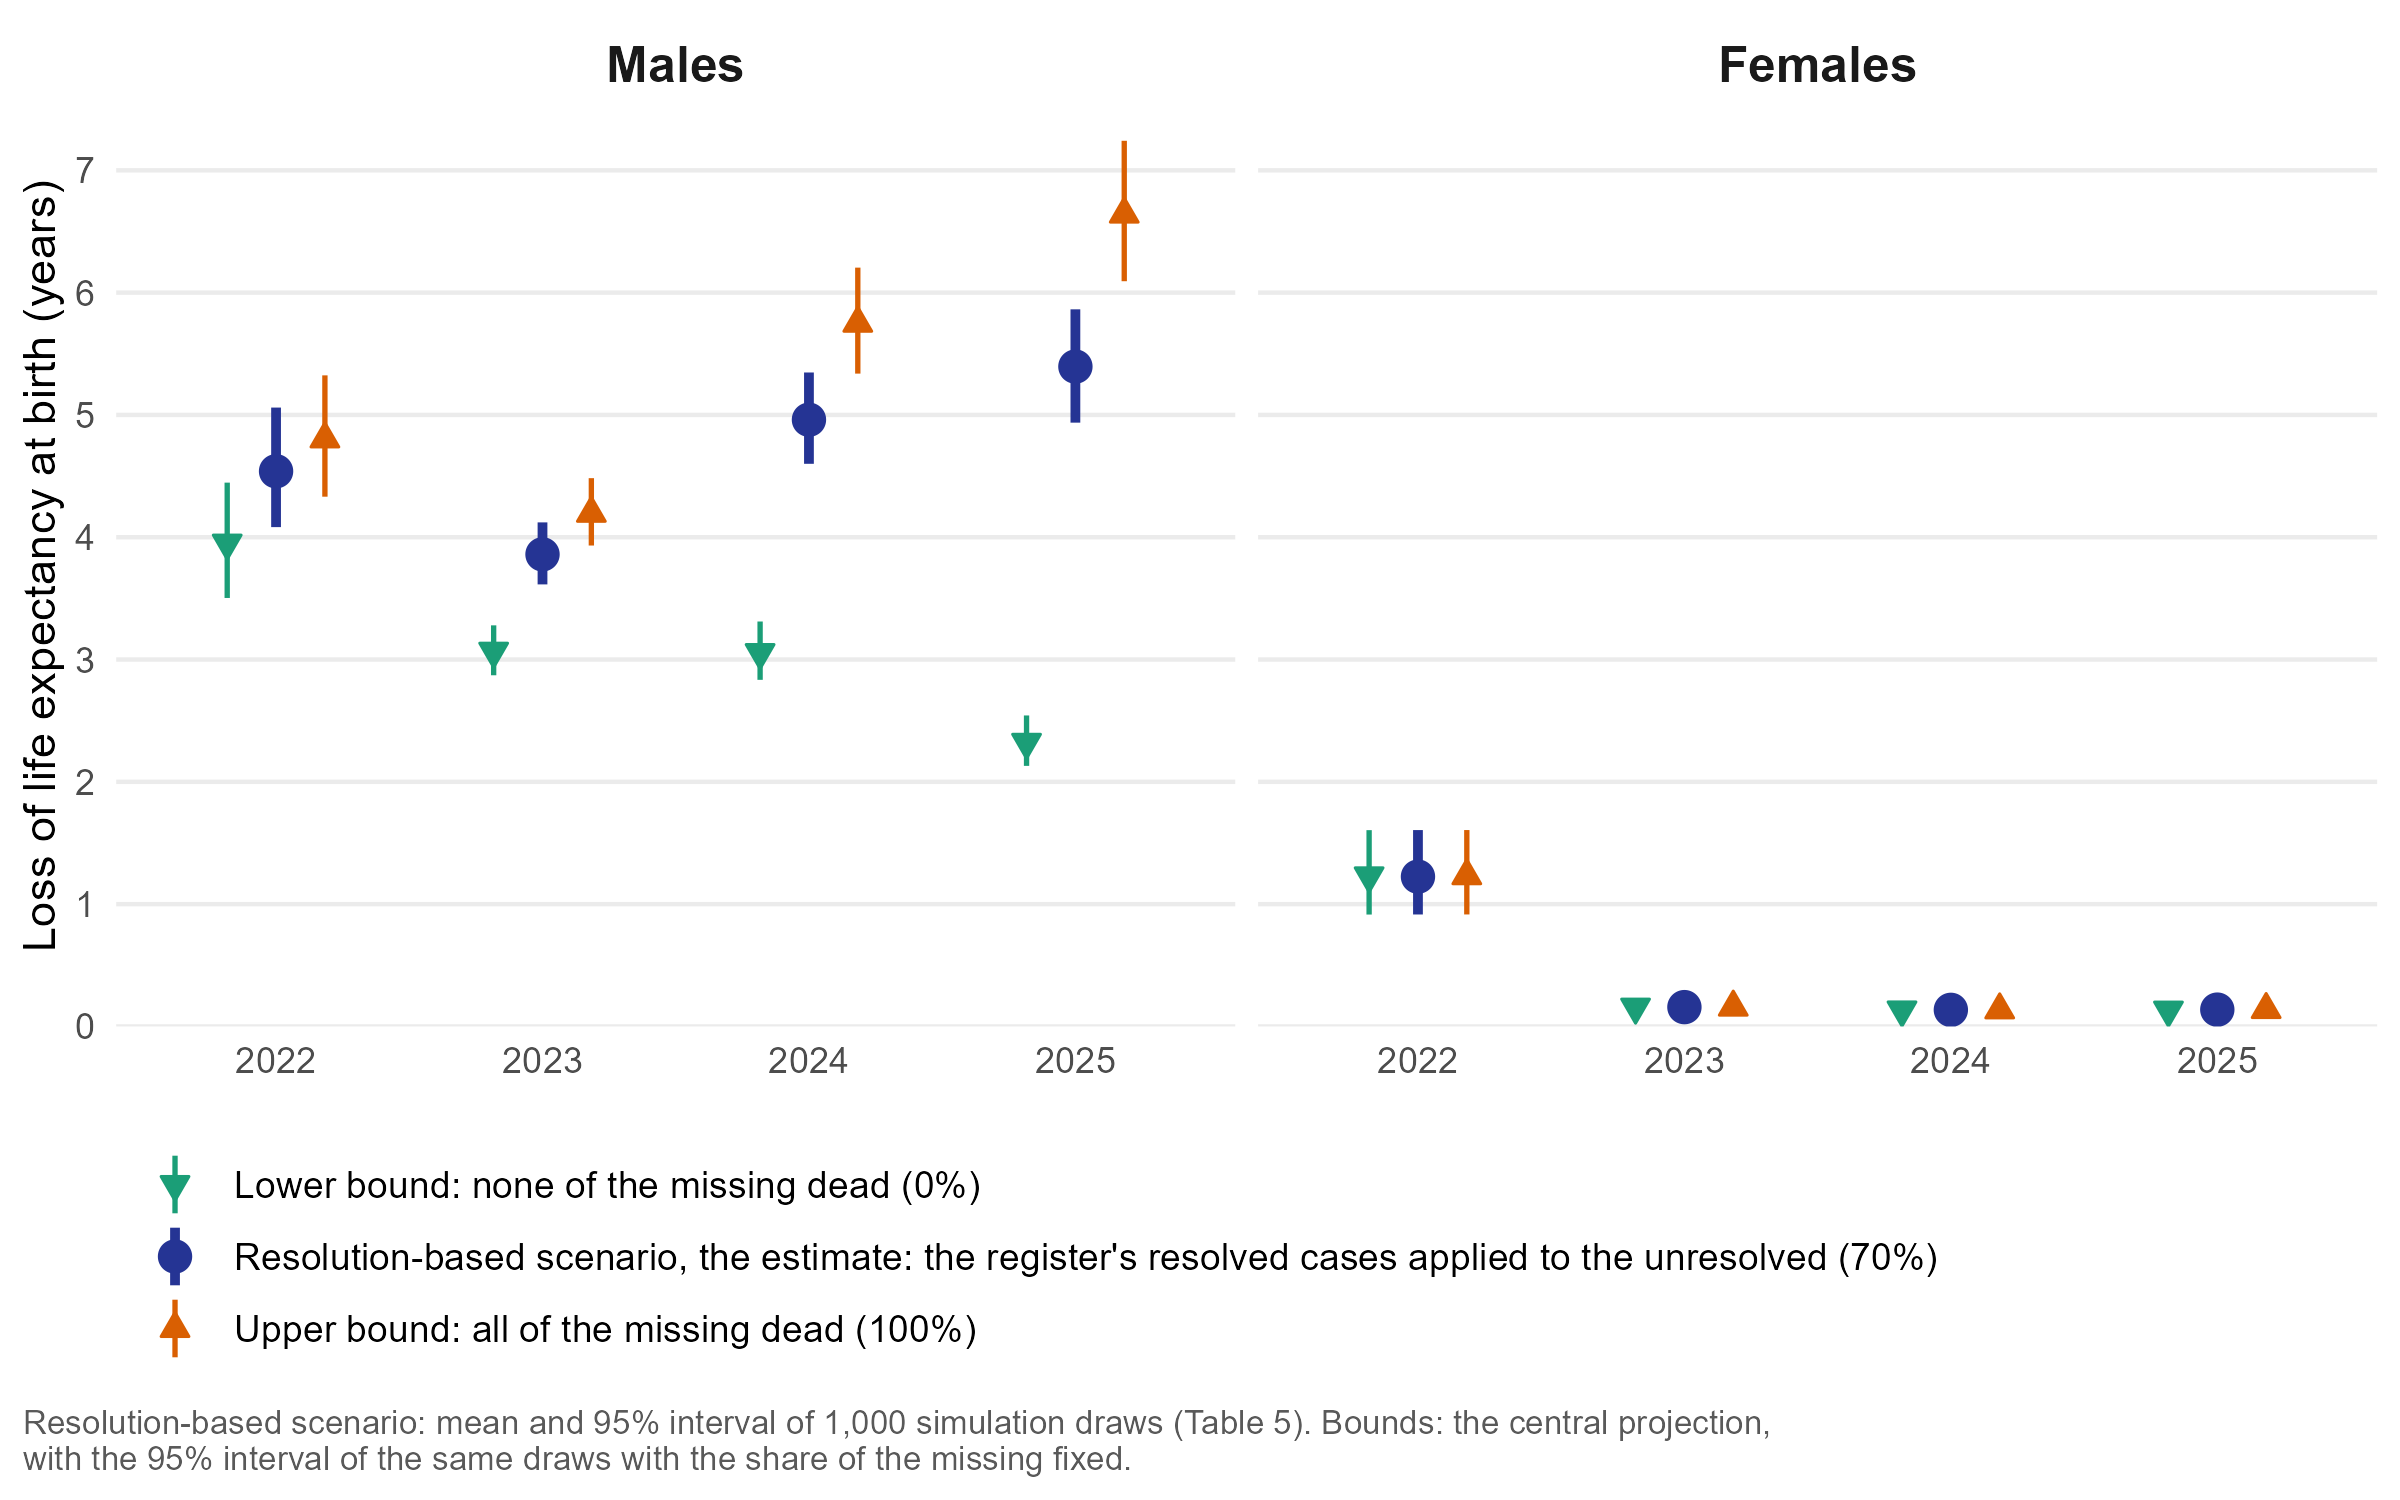 Males
Females
Loss of life expectancy at birth (years)
7
6
5
4
3
2
1
0
2022
2023
2024
2025
2022
2023
2024
2025
Lower bound: none of the missing dead (0%)
Resolution-based scenario, the estimate: the register's resolved cases applied to the unresolved (70%)
Upper bound: all of the missing dead (100%)
Resolution-based scenario: mean and 95% interval of 1,000 simulation draws (Table 5). Bounds: the central projection,
with the 95% interval of the same draws with the share of the missing fixed.